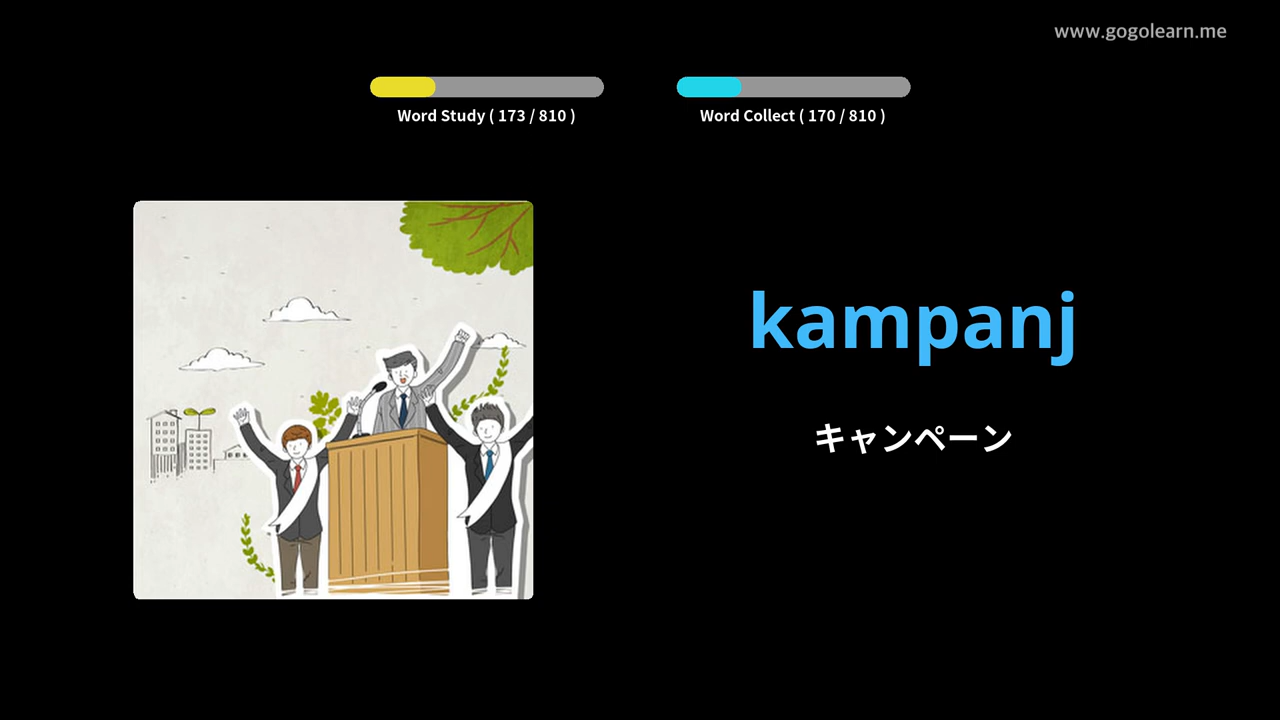 www.gogolearn.me
Word Study ( 173 / 810 )
Word Collect ( 170 / 810 )
kampanj
キャンペーン